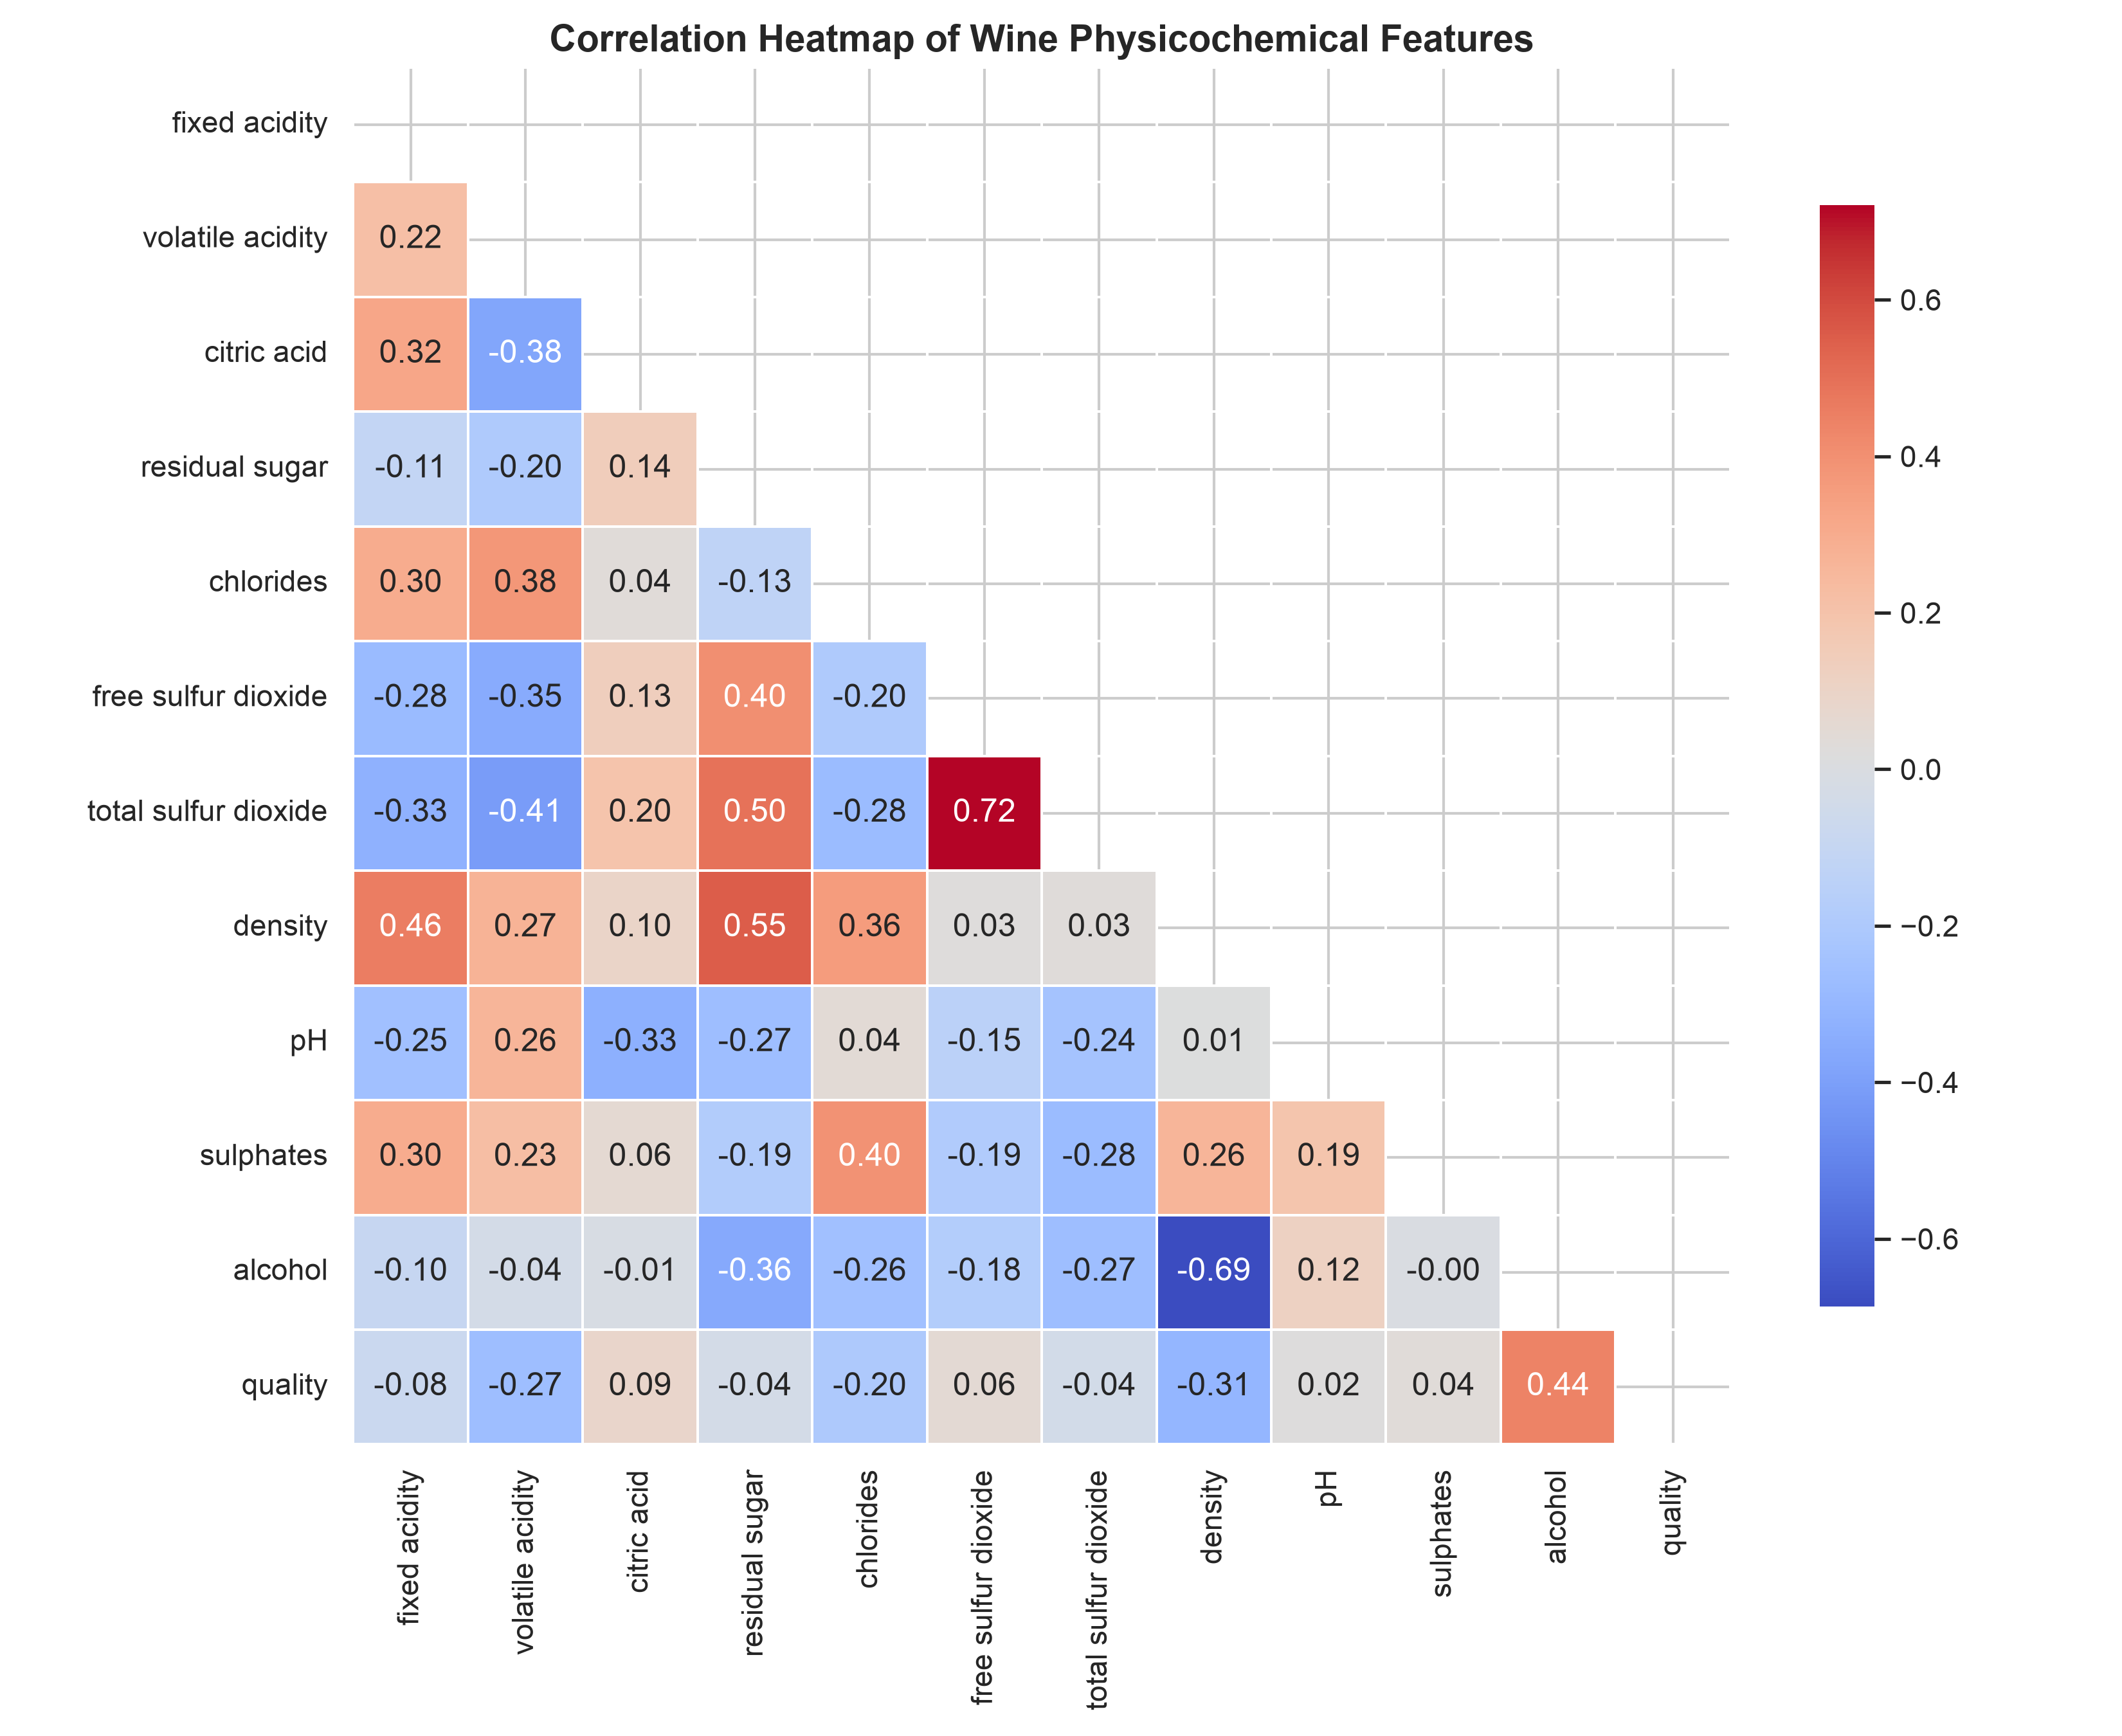 Correlation Heatmap of Wine Physicochemical Features
fixed acidity
volatile acidity 0.22
citric acid 0.32 -0.38
residual sugar -0.11 -0.20 0.14
chlorides 0.30 0.38 0.04 -0.13
free sulfur dioxide -0.28 -0.35 0.13 0.40 -0.20
total sulfur dioxide -0.33 -0.41 0.20 0.50 -0.28 0.72
density 0.46 0.27 0.10 0.55 0.36 0.03 0.03
pH -0.25 0.26 -0.33 -0.27 0.04 -0.15 -0.24 0.01
sulphates 0.30 0.23 0.06 -0.19 0.40 -0.19 -0.28 0.26 0.19
alcohol -0.10 -0.04 -0.01 -0.36 -0.26 -0.18 -0.27 -0.69 0.12 -0.00
quality -0.08 -0.27 0.09 -0.04 -0.20 0.06 -0.04 -0.31 0.02 0.04 0.44
fixed acidity
volatile acidity
citric acid
residual sugar
chlorides
free sulfur dioxide
total sulfur dioxide
density
pH
sulphates
alcohol
quality
0.6
0.4
0.2
0.0
−0.2
−0.4
−0.6